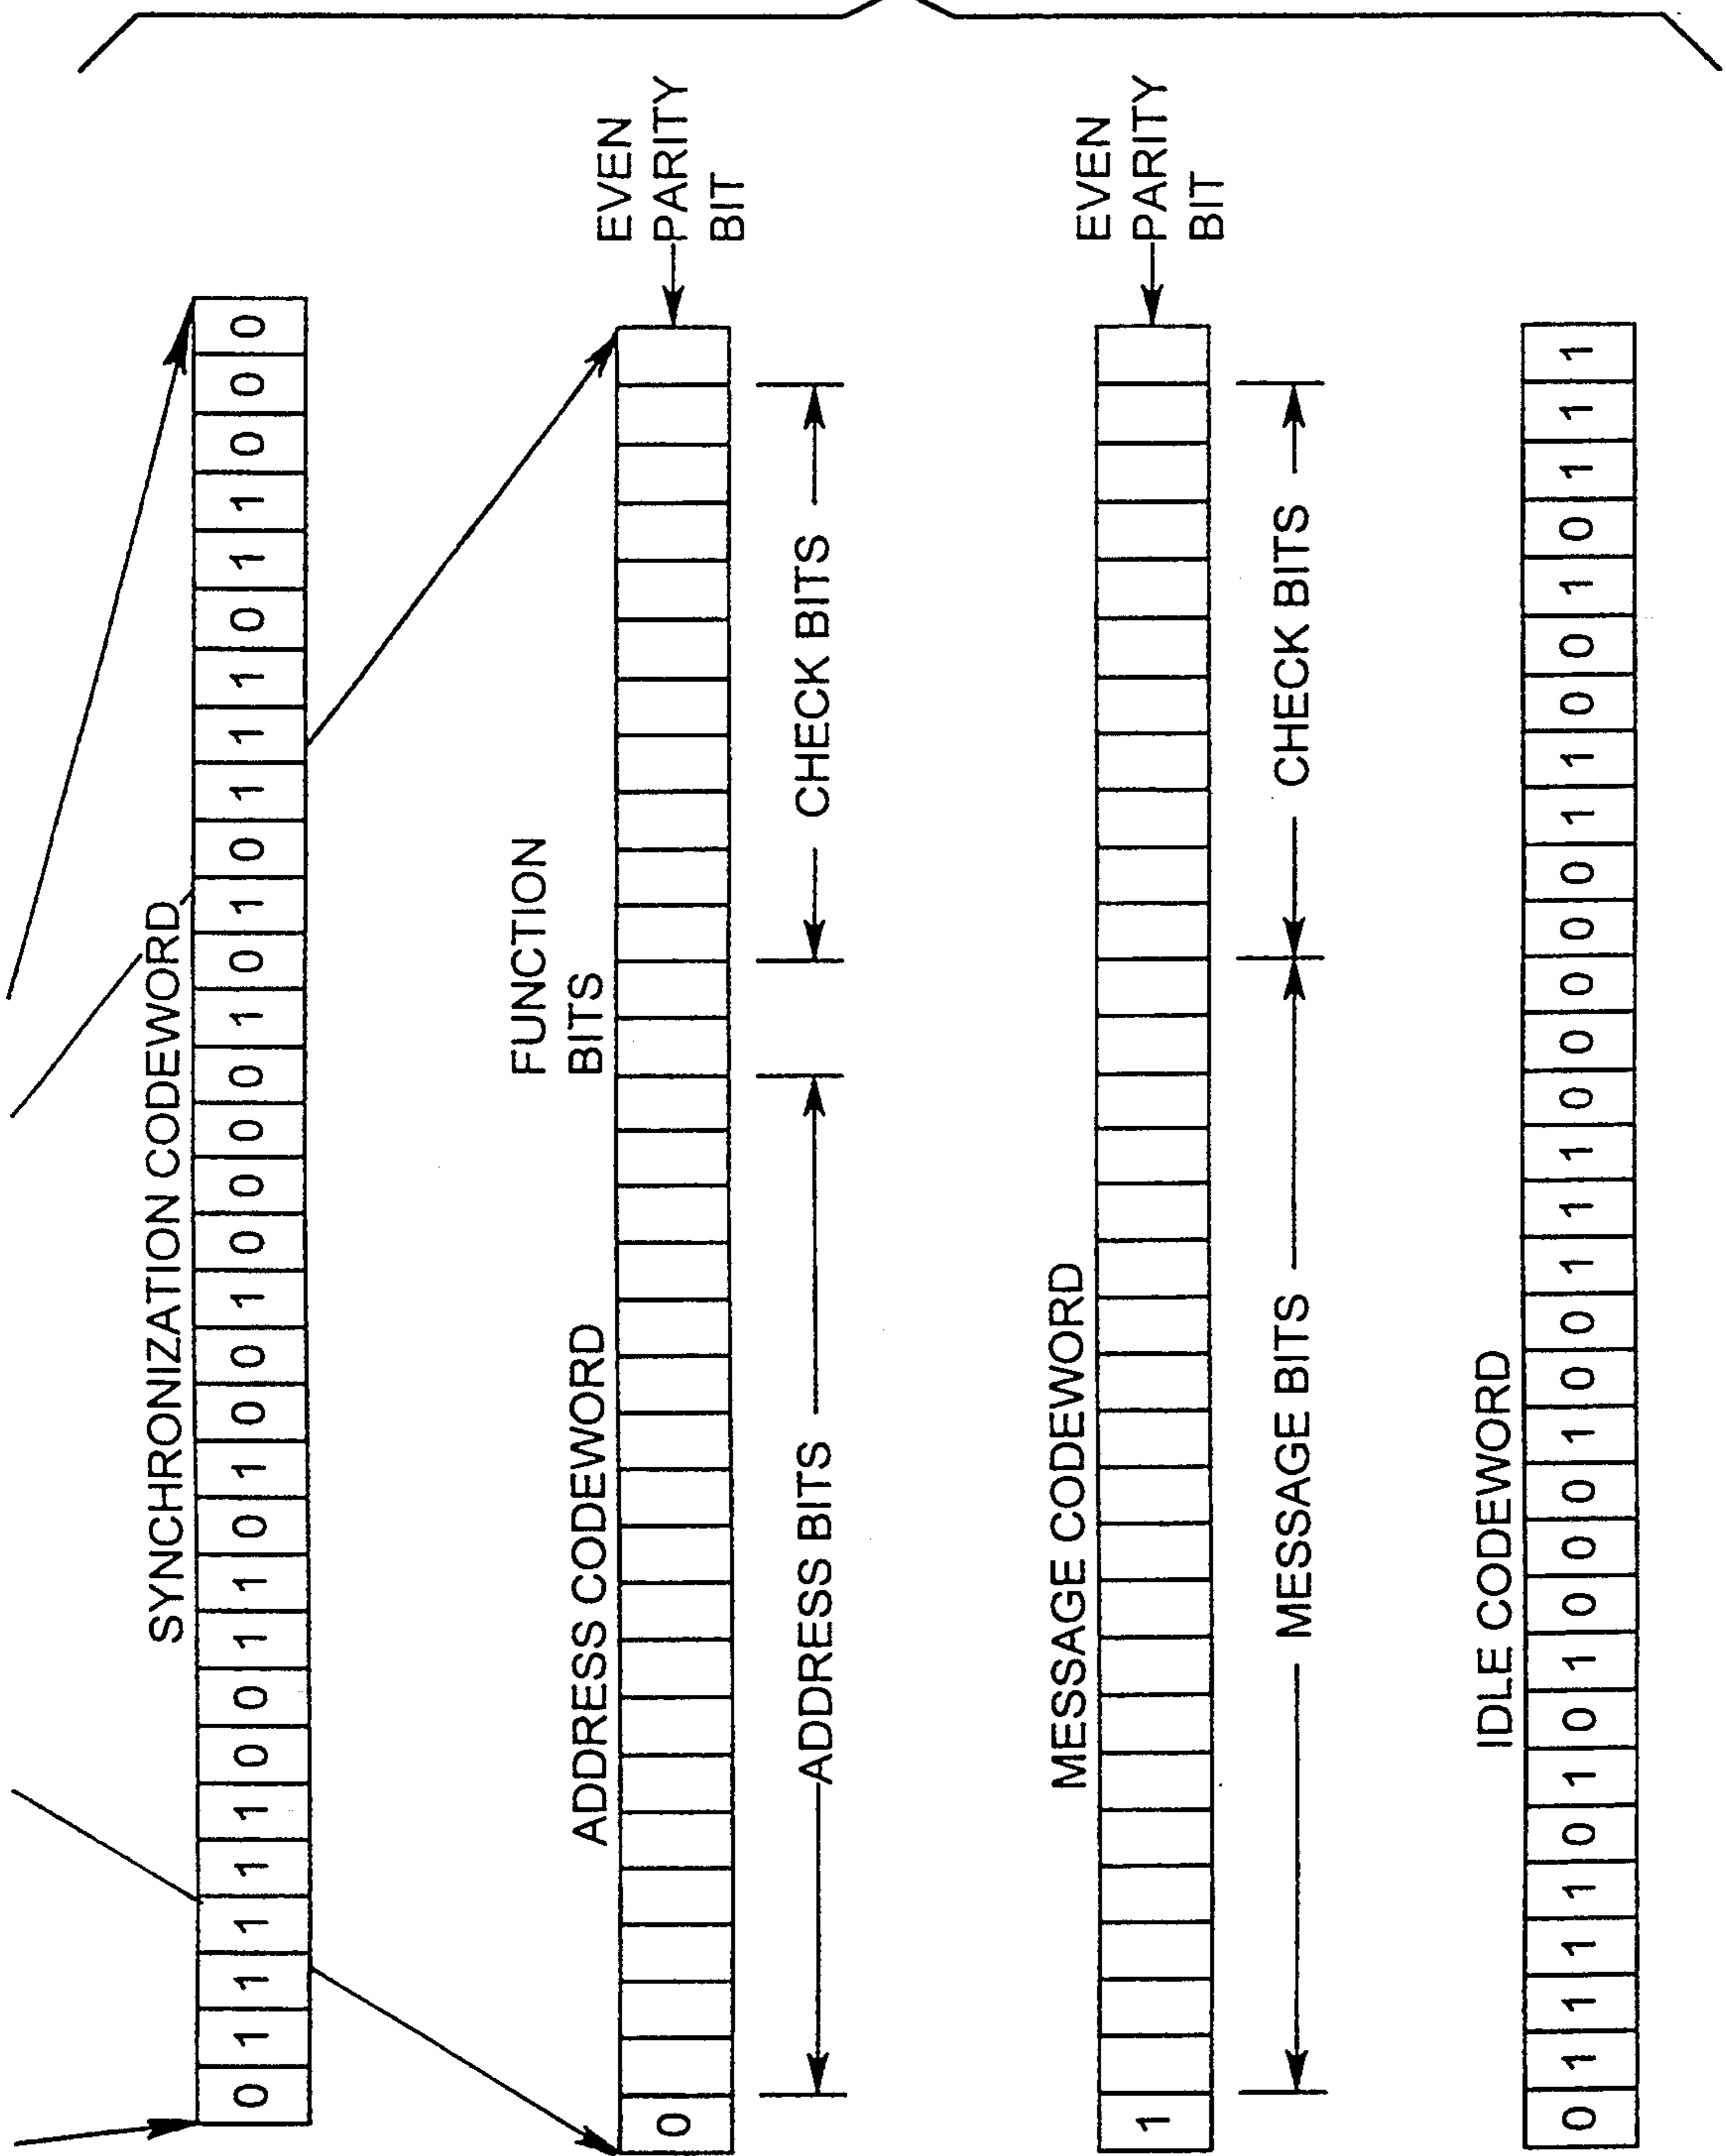 SYNCHRONIZATION CODEWORD
0 1 1 1 1 1 0 0 1 1 0 1 0 0 1 0 0 0 0 1 0 1 0 1 1 1 0 1 1 0 0 0
FUNCTION
BITS
ADDRESS CODEWORD
0
EVEN
PARITY
BIT
ADDRESS BITS
CHECK BITS
MESSAGE CODEWORD
1
EVEN
PARITY
BIT
MESSAGE BITS
CHECK BITS
IDLE CODEWORD
0 1 1 1 1 0 1 0 1 0 0 0 1 0 0 1 1 1 0 0 0 0 0 1 1 0 0 1 0 1 1 1